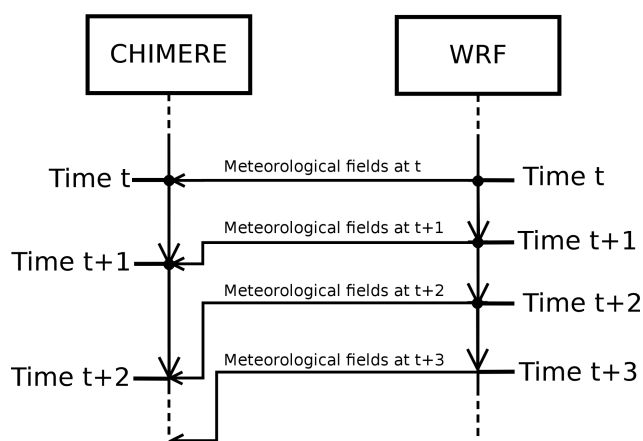 CHIMERE
WRF
Meteorological fields at t
Time t
Time t
Meteorological fields at t+1
Time t+1
Time t+1
Meteorological fields at t+2
Time t+2
Meteorological fields at t+3
Time t+2
Time t+3